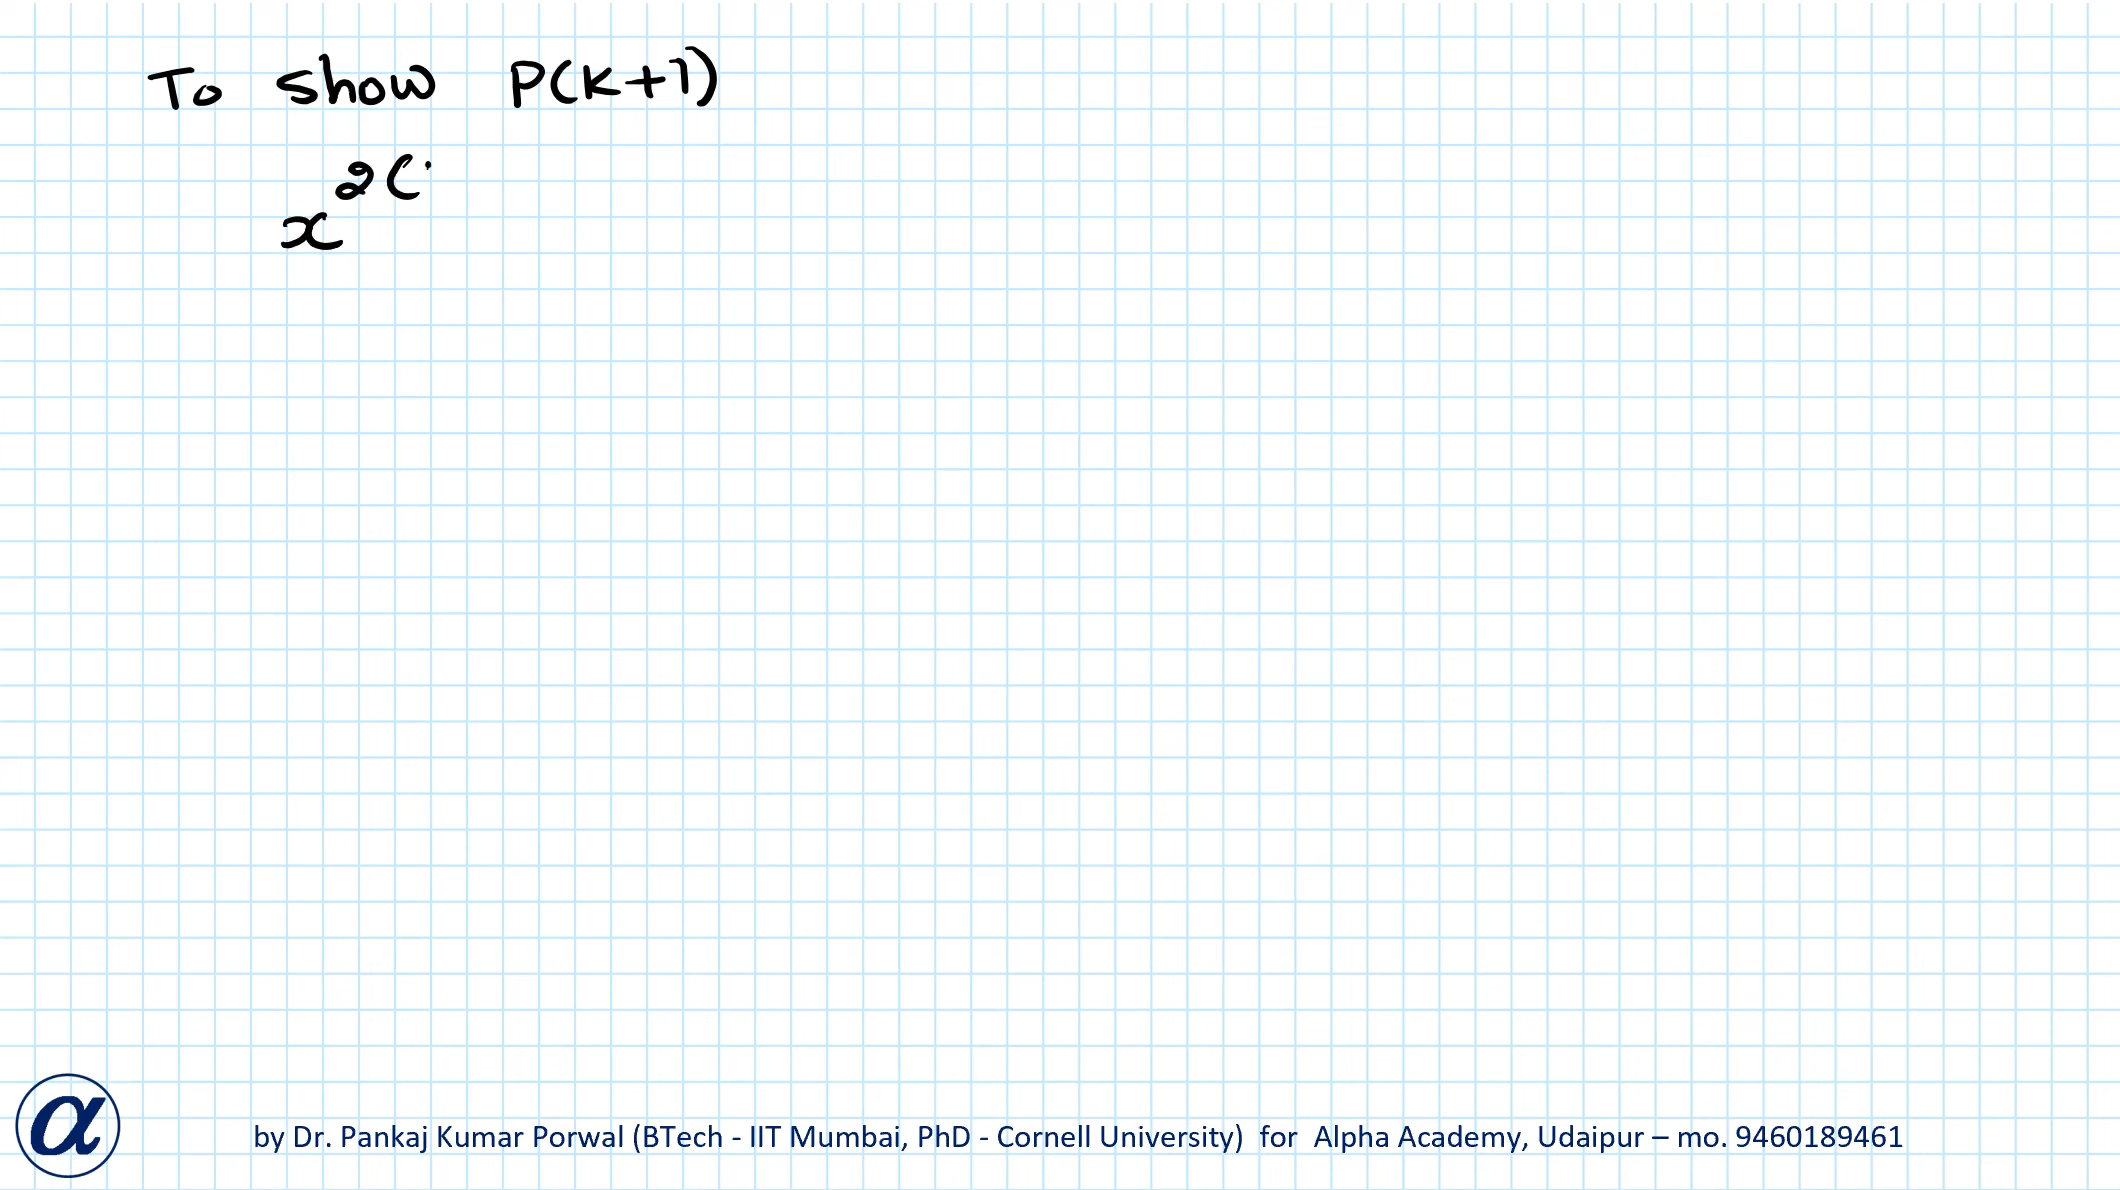 To show P(K+1)
x^2(
α
by Dr. Pankaj Kumar Porwal (BTech - IIT Mumbai, PhD - Cornell University) for Alpha Academy, Udaipur – mo. 9460189461